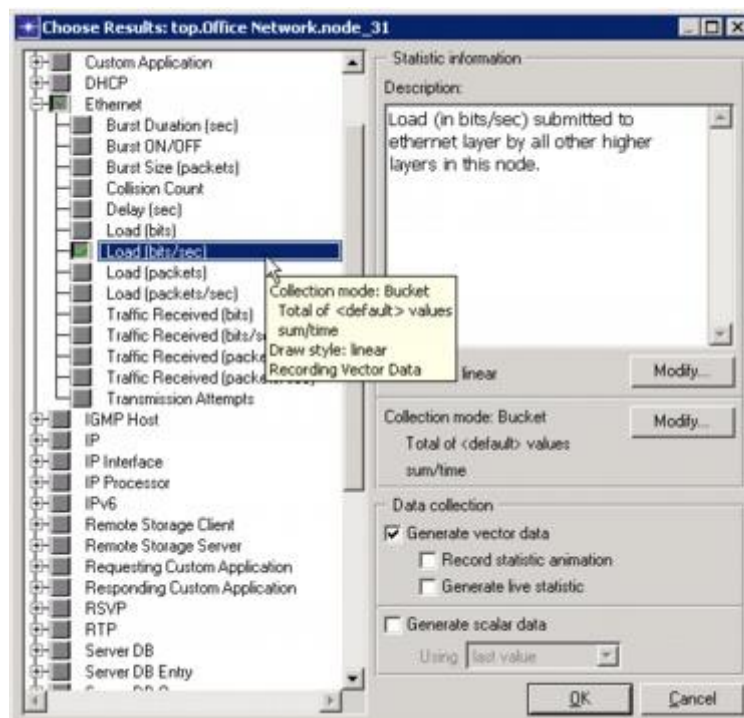 Choose Results: top.Office Network.node_31
Custom Application
DHCP
Ethernet
Burst Duration (sec)
Burst ON/OFF
Burst Size (packets)
Collision Count
Delay (sec)
Load (bits)
Load (bits/sec)
Load (packets)
Load (packets/sec)
Traffic Received (bits)
Traffic Received (bits/s
Traffic Received (packe
Traffic Received (packets/sec)
Transmission Attempts
IGMP Host
IP
IP Interface
IP Processor
IPv6
Remote Storage Client
Remote Storage Server
Requesting Custom Application
Responding Custom Application
RSVP
RTP
Server DB
Server DB Entry
Collection mode: Bucket
Total of <default> values
sum/time
Draw style: linear
Recording Vector Data
Statistic information
Description:
Load (in bits/sec) submitted to
ethernet layer by all other higher
layers in this node.
linear
Modify...
Collection mode: Bucket
Modify...
Total of <default> values
sum/time
Data collection
Generate vector data
Record statistic animation
Generate live statistic
Generate scalar data
Using last value
OK
Cancel